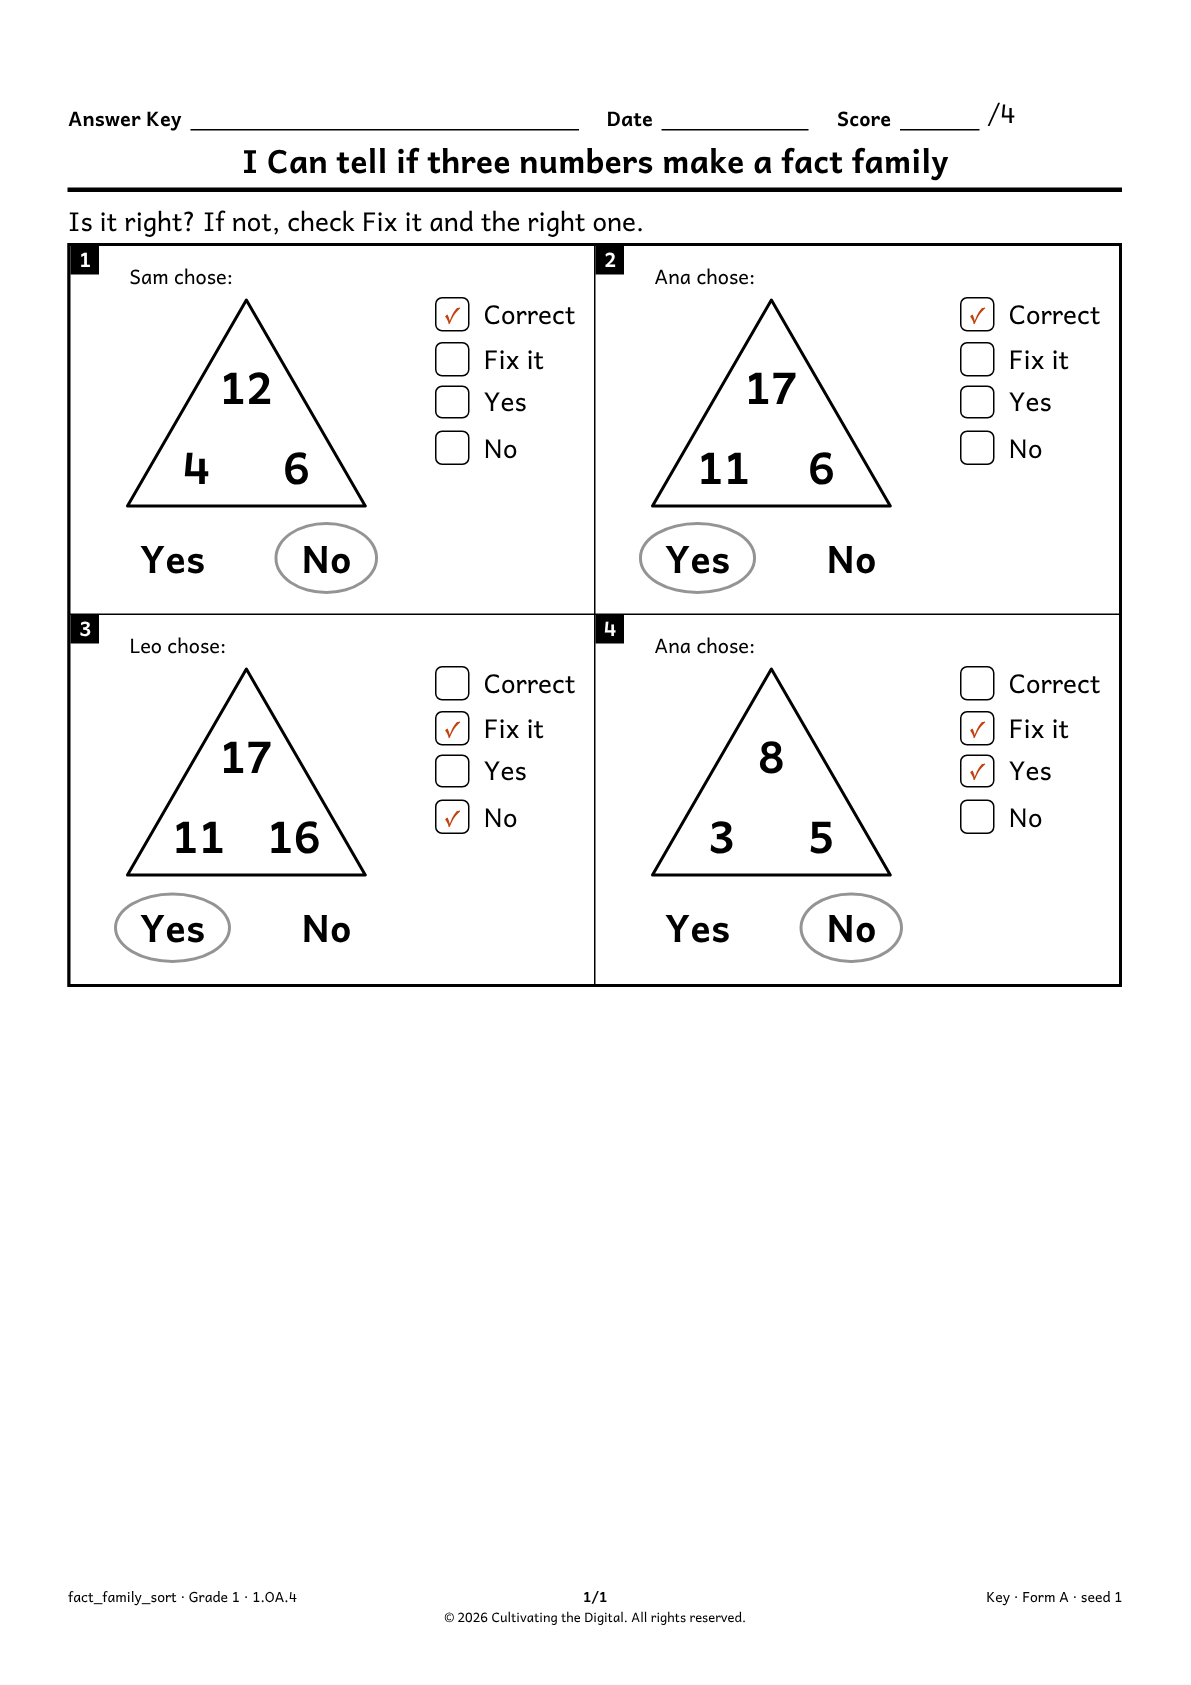 Answer Key Date Score /4
I Can tell if three numbers make a fact family
Is it right? If not, check Fix it and the right one.
1
Sam chose:
12
4 6
Yes No
✓ Correct
Fix it
Yes
No
2
Ana chose:
17
11 6
Yes No
✓ Correct
Fix it
Yes
No
3
Leo chose:
17
11 16
Yes No
Correct
✓ Fix it
Yes
✓ No
4
Ana chose:
8
3 5
Yes No
Correct
✓ Fix it
✓ Yes
No
fact_family_sort · Grade 1 · 1.OA.4 1/1 Key · Form A · seed 1
© 2026 Cultivating the Digital. All rights reserved.